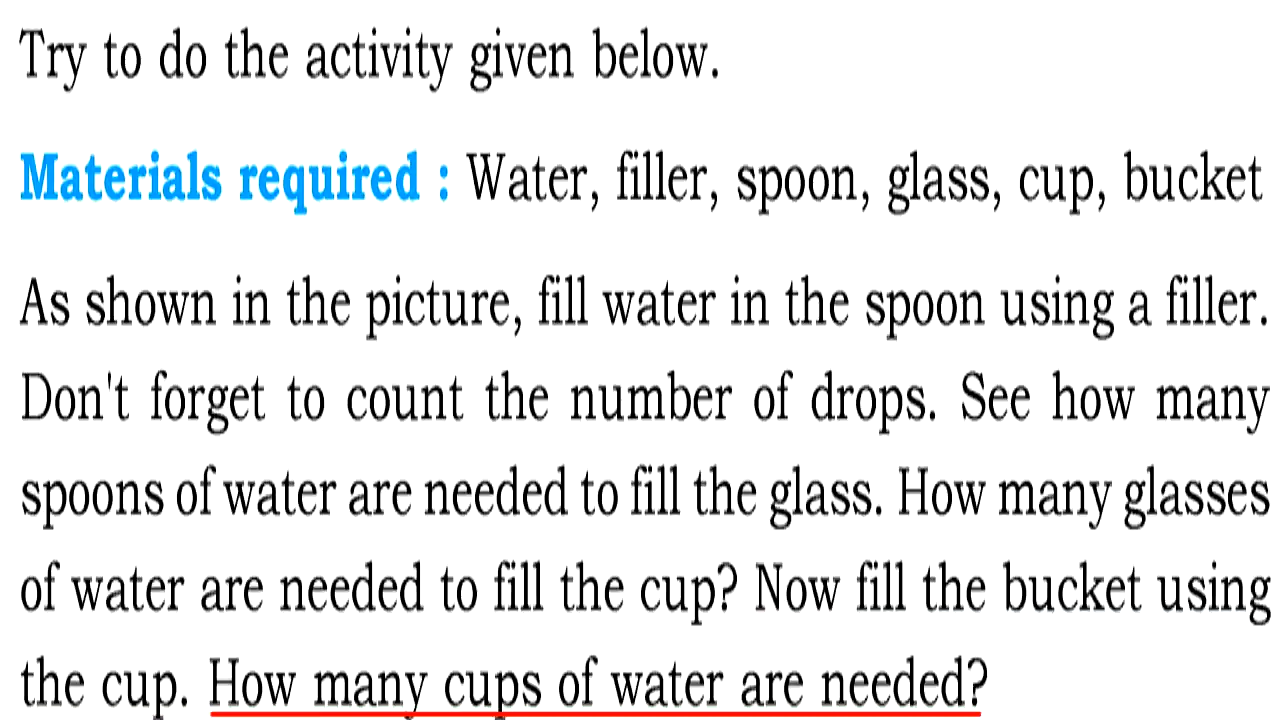 Try to do the activity given below.
Materials required : Water, filler, spoon, glass, cup, bucket
As shown in the picture, fill water in the spoon using a filler.
Don't forget to count the number of drops. See how many
spoons of water are needed to fill the glass. How many glasses
of water are needed to fill the cup? Now fill the bucket using
the cup. How many cups of water are needed?